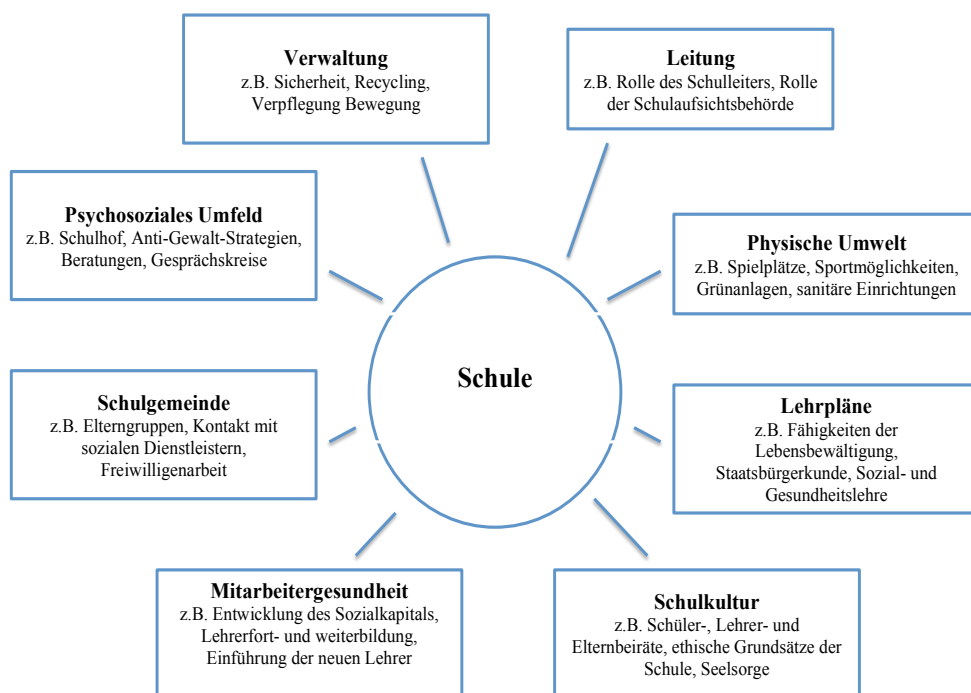 Verwaltung
z.B. Sicherheit, Recycling,
Verpflegung Bewegung
Leitung
z.B. Rolle des Schulleiters, Rolle
der Schulaufsichtsbehörde
Psychosoziales Umfeld
z.B. Schulhof, Anti-Gewalt-Strategien,
Beratungen, Gesprächskreise
Physische Umwelt
z.B. Spielplätze, Sportmöglichkeiten,
Grünanlagen, sanitäre Einrichtungen
Schule
Schulgemeinde
z.B. Elterngruppen, Kontakt mit
sozialen Dienstleistern,
Freiwilligenarbeit
Lehrpläne
z.B. Fähigkeiten der
Lebensbewältigung,
Staatsbürgerkunde, Sozial- und
Gesundheitslehre
Mitarbeitergesundheit
z.B. Entwicklung des Sozialkapitals,
Lehrerfort- und weiterbildung,
Einführung der neuen Lehrer
Schulkultur
z.B. Schüler-, Lehrer- und
Elternbeiräte, ethische Grundsätze der
Schule, Seelsorge